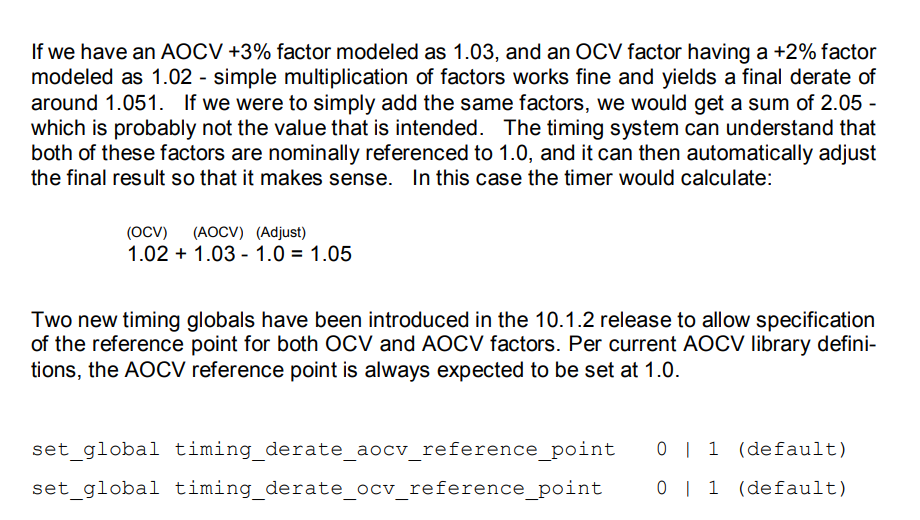 If we have an AOCV +3% factor modeled as 1.03, and an OCV factor having a +2% factor
modeled as 1.02 - simple multiplication of factors works fine and yields a final derate of
around 1.051. If we were to simply add the same factors, we would get a sum of 2.05 -
which is probably not the value that is intended. The timing system can understand that
both of these factors are nominally referenced to 1.0, and it can then automatically adjust
the final result so that it makes sense. In this case the timer would calculate:
(OCV) (AOCV) (Adjust)
1.02 + 1.03 - 1.0 = 1.05
Two new timing globals have been introduced in the 10.1.2 release to allow specification
of the reference point for both OCV and AOCV factors. Per current AOCV library defini-
tions, the AOCV reference point is always expected to be set at 1.0.
set_global timing_derate_aocv_reference_point 0 | 1 (default)
set_global timing_derate_ocv_reference_point 0 | 1 (default)